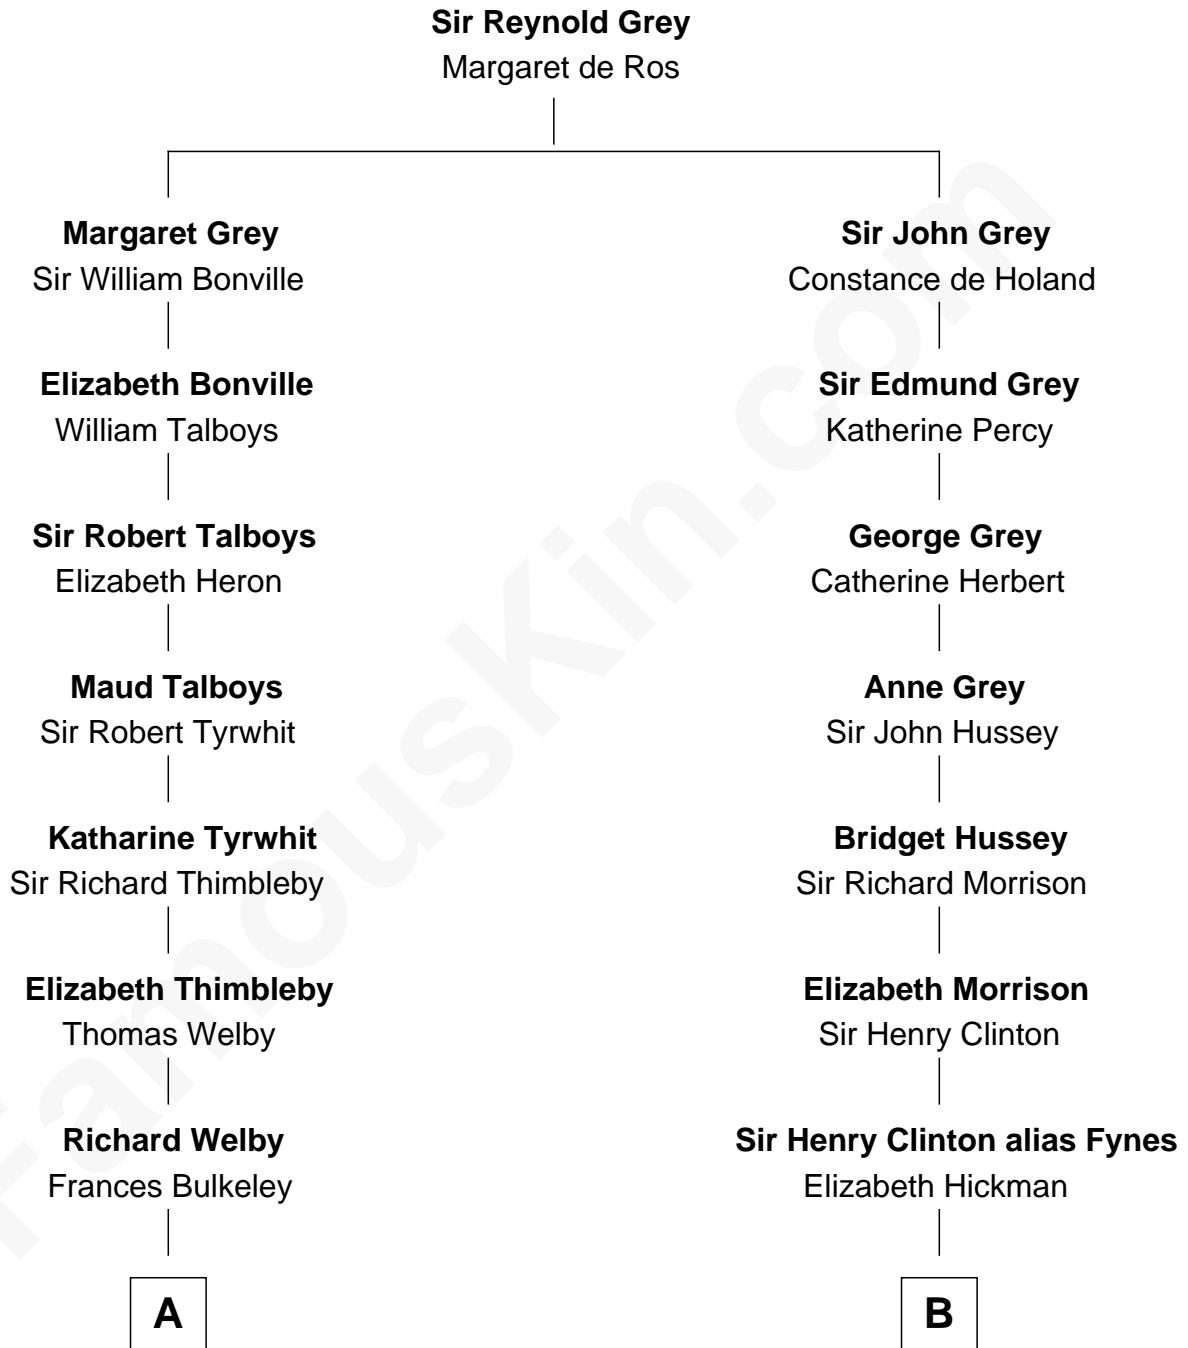 Sir Reynold Grey
Margaret de Ros
Margaret Grey
Sir William Bonville
Sir John Grey
Constance de Holand
Elizabeth Bonville
William Talboys
Sir Edmund Grey
Katherine Percy
Sir Robert Talboys
Elizabeth Heron
George Grey
Catherine Herbert
Maud Talboys
Sir Robert Tyrwhit
Anne Grey
Sir John Hussey
Katharine Tyrwhit
Sir Richard Thimbleby
Bridget Hussey
Sir Richard Morrison
Elizabeth Thimbleby
Thomas Welby
Elizabeth Morrison
Sir Henry Clinton
Richard Welby
Frances Bulkeley
Sir Henry Clinton alias Fynes
Elizabeth Hickman
A
B
FamousKin.com